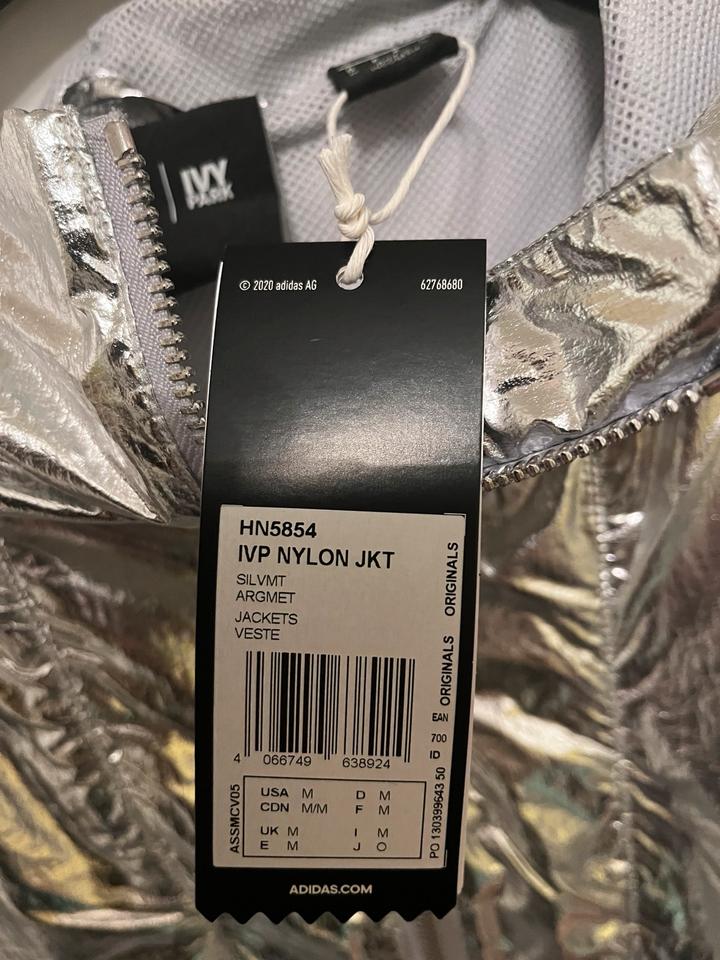 IVY
PARK
© 2020 adidas AG
62768680
HN5854
IVP NYLON JKT
SILVMT
ARGMET
JACKETS
VESTE
ORIGINALS
ORIGINALS
EAN
700
ID
4 066749 638924
PO 130399643 50
ASSMCV05
USA M D M
CDN M/M F M
UK M I M
E M J O
ADIDAS.COM